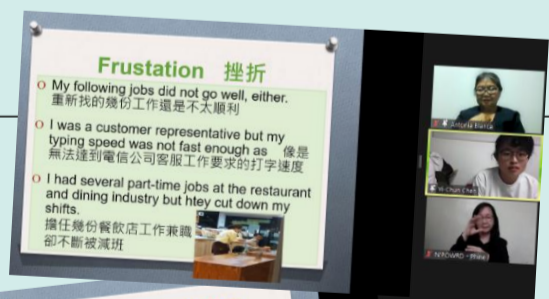 Frustation 挫折
My following jobs did not go well, either.
重新找的幾份工作還是不太順利
I was a customer representative but my
typing speed was not fast enough as 像是
無法達到電信公司客服工作要求的打字速度
I had several part-time jobs at the restaurant
and dining industry but htey cut down my
shifts.
擔任幾份餐飲店工作兼職
卻不斷被減班
Yi Chun Chen